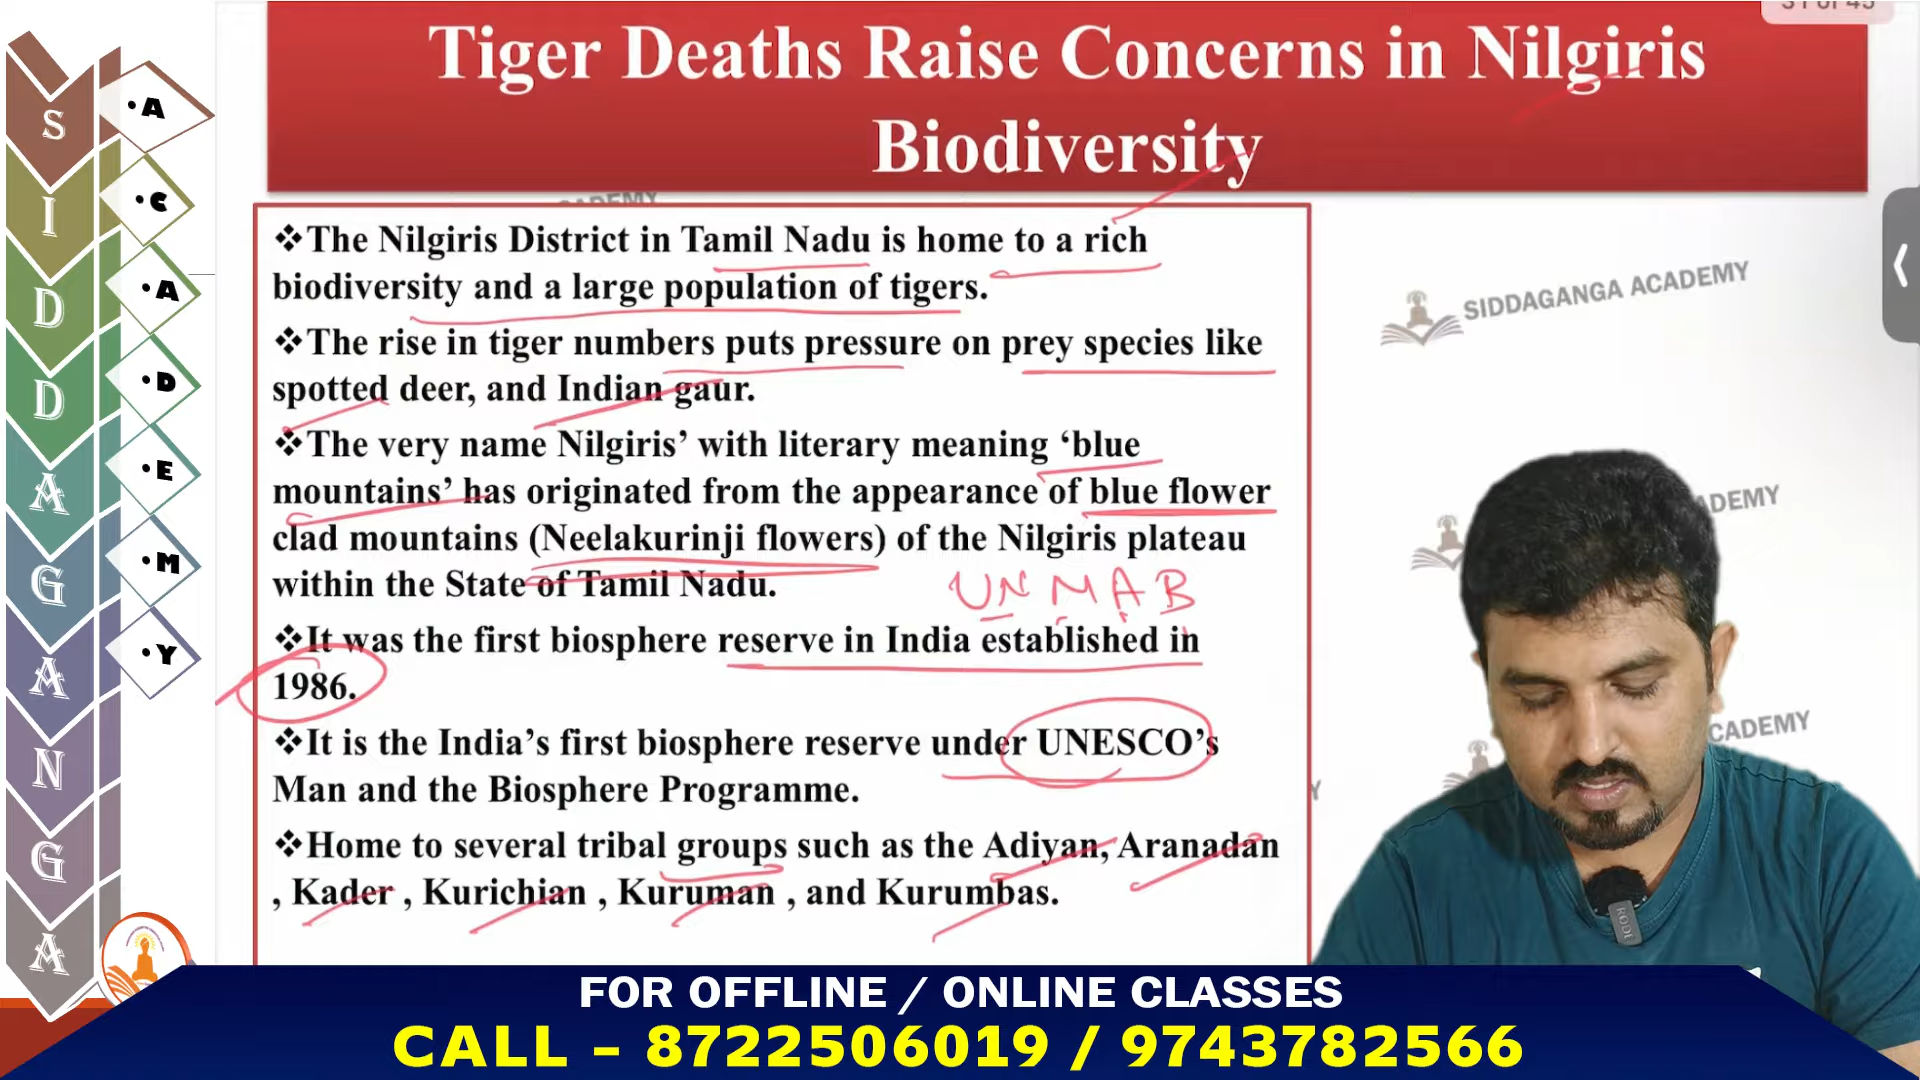 Tiger Deaths Raise Concerns in Nilgiris
Biodiversity
❖The Nilgiris District in Tamil Nadu is home to a rich
biodiversity and a large population of tigers.
❖The rise in tiger numbers puts pressure on prey species like
spotted deer, and Indian gaur.
❖The very name Nilgiris’ with literary meaning ‘blue
mountains’ has originated from the appearance of blue flower
clad mountains (Neelakurinji flowers) of the Nilgiris plateau
within the State of Tamil Nadu.
UN MAB
❖It was the first biosphere reserve in India established in
1986.
❖It is the India’s first biosphere reserve under UNESCO’s
Man and the Biosphere Programme.
❖Home to several tribal groups such as the Adiyan, Aranadan
, Kader , Kurichian , Kuruman , and Kurumbas.
SIDDAGANGA ACADEMY
ACADEMY
S
I
D
D
A
G
A
N
G
A
•A
•C
•A
•D
•E
•M
•Y
RODE
FOR OFFLINE / ONLINE CLASSES
CALL – 8722506019 / 9743782566